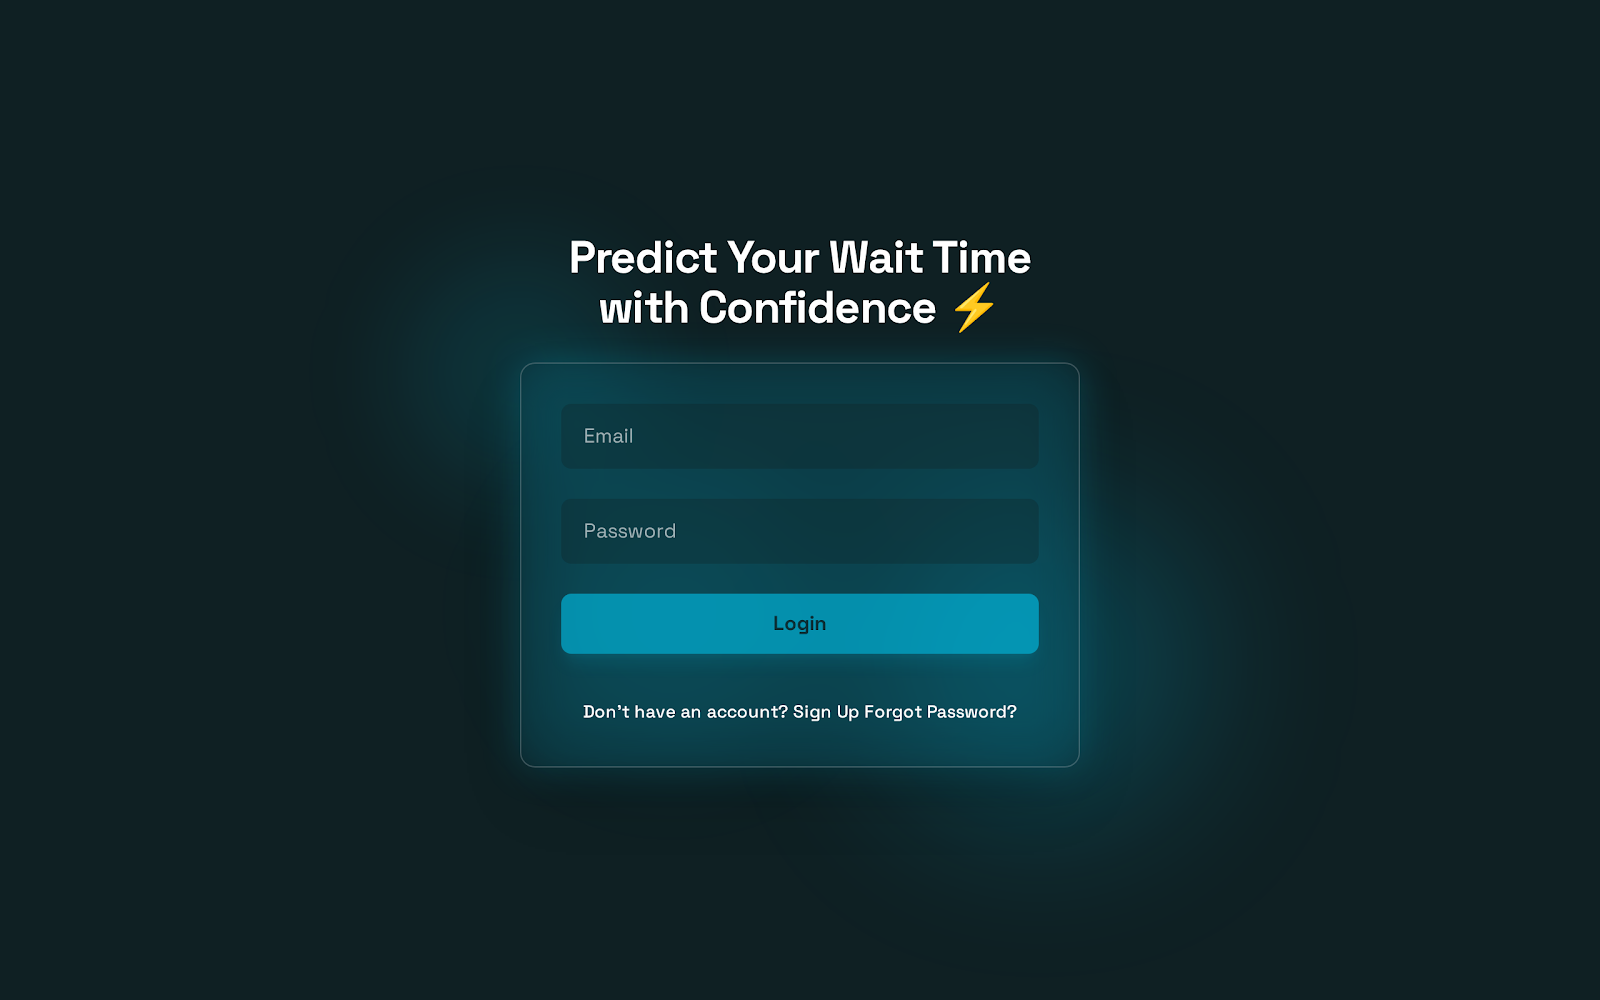 Predict Your Wait Time
with Confidence ⚡
Email
Password
Login
Don't have an account? Sign Up Forgot Password?